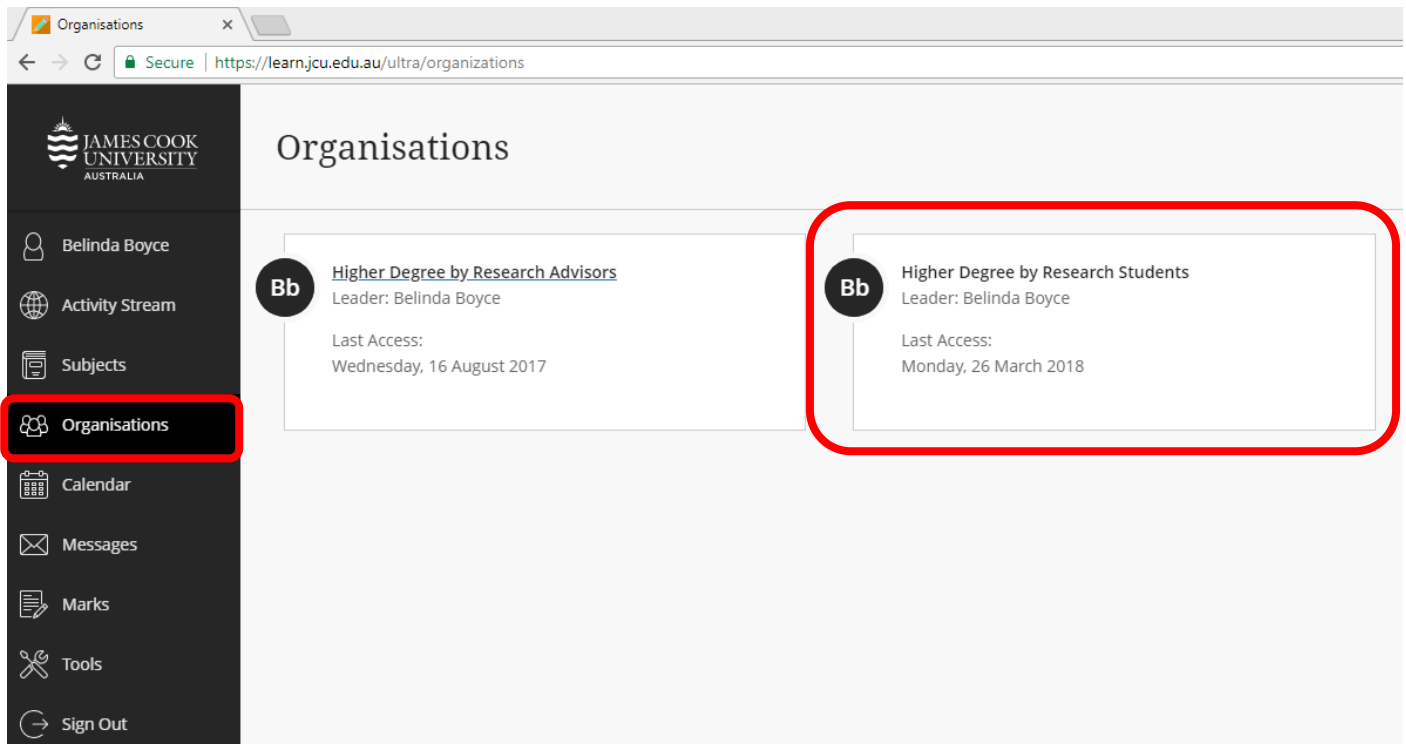 Organisations
Secure | https://learn.jcu.edu.au/ultra/organizations
JAMES COOK
UNIVERSITY
AUSTRALIA
Organisations
Belinda Boyce
Activity Stream
Subjects
Organisations
Calendar
Messages
Marks
Tools
Sign Out
Bb
Higher Degree by Research Advisors
Leader: Belinda Boyce
Last Access:
Wednesday, 16 August 2017
Bb
Higher Degree by Research Students
Leader: Belinda Boyce
Last Access:
Monday, 26 March 2018